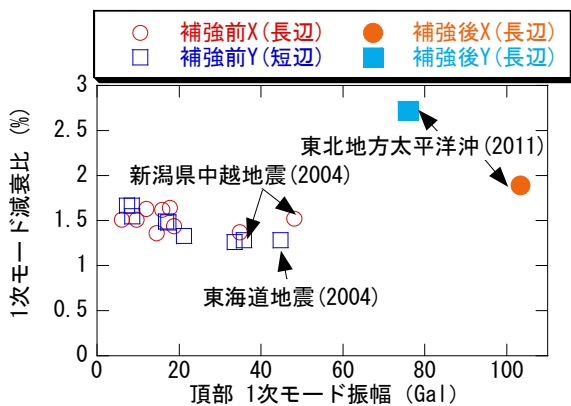 補強前X(長辺) 補強後X(長辺)
補強前Y(短辺) 補強後Y(長辺)
3
2.5
2
1.5
1
0.5
0
1次モード減衰比 (%)
東北地方太平洋沖(2011)
新潟県中越地震(2004)
東海道地震(2004)
0 20 40 60 80 100
頂部 1次モード振幅 (Gal)